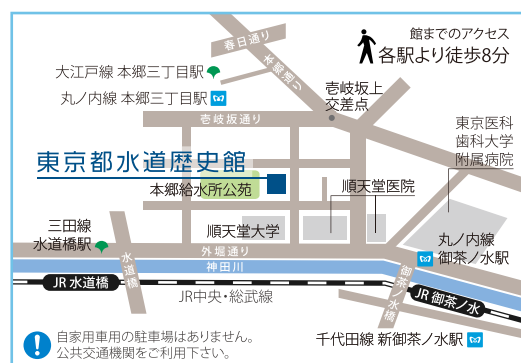 春日通り
館までのアクセス
各駅より徒歩8分
本郷通り
大江戸線 本郷三丁目駅
丸ノ内線 本郷三丁目駅
壱岐坂上
交差点
壱岐坂通り
東京医科
歯科大学
附属病院
東京都水道歴史館
本郷給水所公苑
順天堂医院
三田線
水道橋駅
順天堂大学
丸ノ内線
御茶ノ水駅
外堀通り
神田川
水道橋
御茶ノ水橋
JR 水道橋
JR中央・総武線
JR 御茶ノ水
自家用車用の駐車場はありません。
公共交通機関をご利用下さい。
千代田線 新御茶ノ水駅